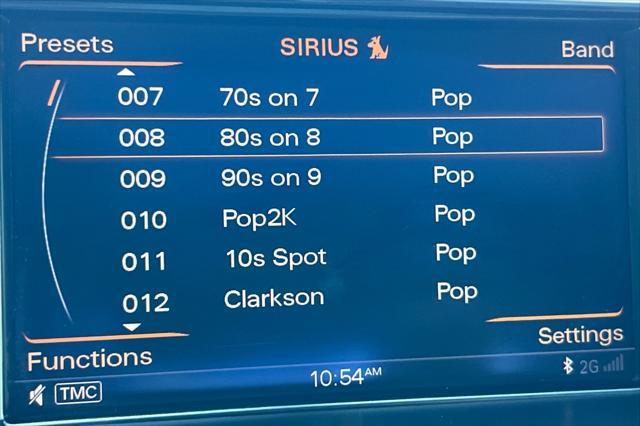 Presets SIRIUS Band
007 70s on 7 Pop
008 80s on 8 Pop
009 90s on 9 Pop
010 Pop2K Pop
011 10s Spot Pop
012 Clarkson Pop
Functions Settings
TMC 10:54AM 2G